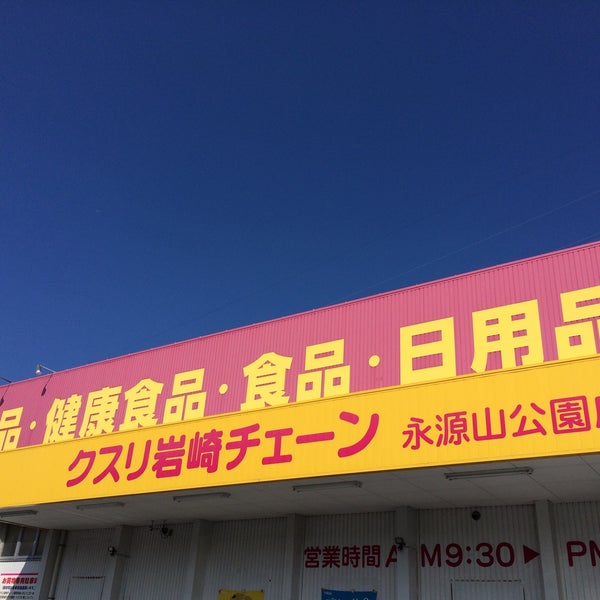 品・健康食品・食品・日用品
クスリ岩崎チェーン 永源山公園
営業時間 AM9:30▶PM